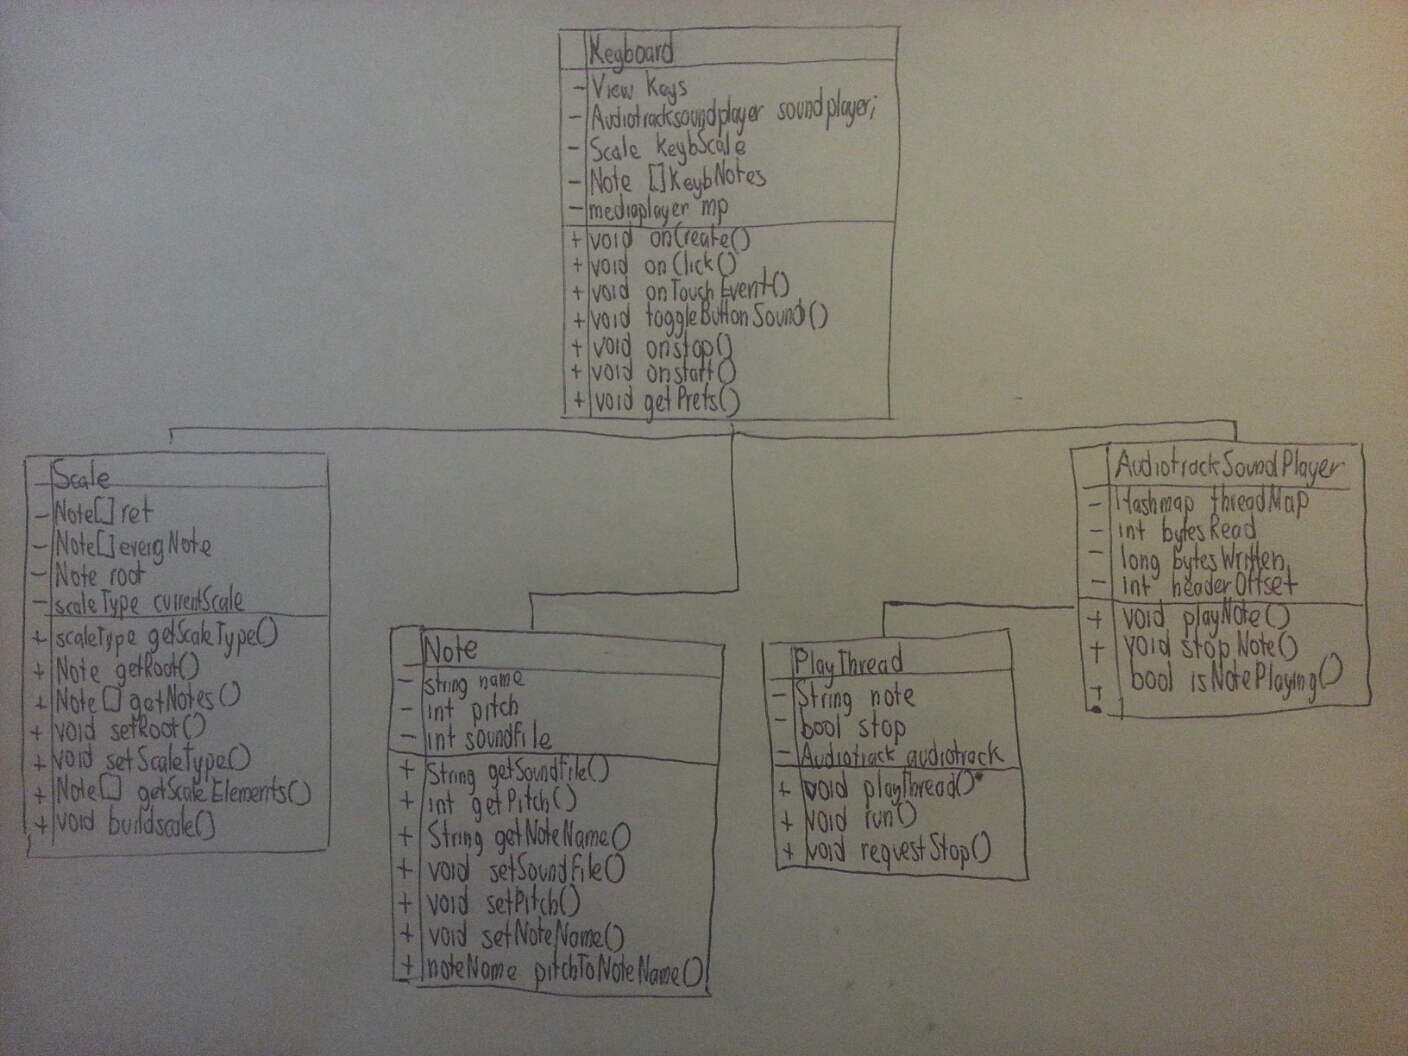 Keyboard
- View Keys
- Audiotracksoundplayer soundplayer;
- Scale keybScale
- Note []KeybNotes
- mediaplayer mp
+ void onCreate()
+ void onClick()
+ void onTouchEvent()
+ void toggleButtonSound()
+ void onstop()
+ void onstart()
+ void getPrefs()
Scale
- Note[] ret
- Note[] everyNote
- Note root
- scaleType currentScale
+ scaleType getScaleType()
+ Note getRoot()
+ Note[] getNotes()
+ void setRoot()
+ void setScaleType()
+ Note[] getScaleElements()
+ void buildscale()
Note
- string name
- int pitch
- int soundfile
+ String getSoundFile()
+ int getPitch()
+ String getNoteName()
+ void setSoundFile()
+ void setPitch()
+ void setNoteName()
+ noteName pitchToNoteName()
PlayThread
- String note
- bool stop
- Audiotrack audiotrack
+ void playThread()
+ void run()
+ void requestStop()
AudiotrackSoundPlayer
- Hashmap threadMap
- int bytesRead
- long bytesWritten
- int headerOffset
+ void playNote()
+ void stopNote()
+ bool isNotePlaying()